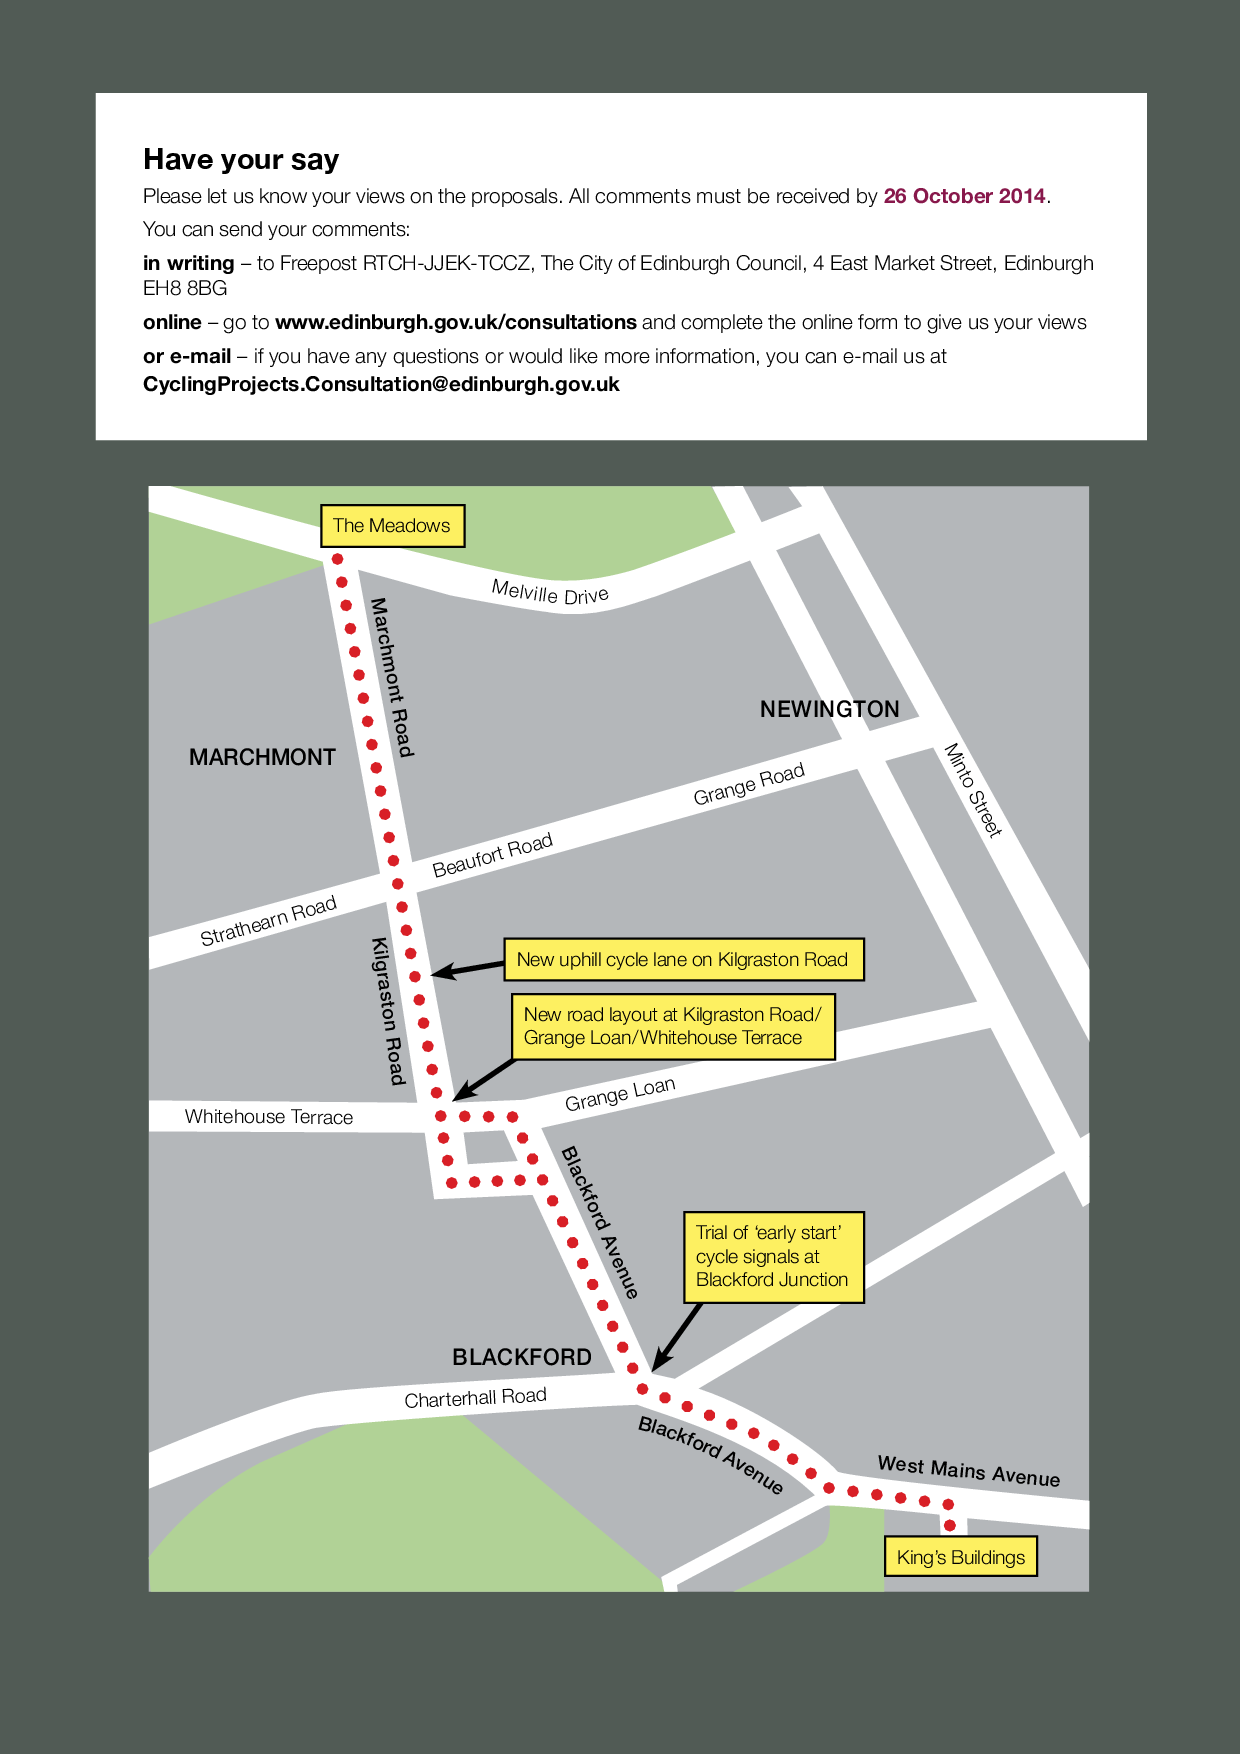 Have your say
Please let us know your views on the proposals. All comments must be received by 26 October 2014.
You can send your comments:
in writing – to Freepost RTCH-JJEK-TCCZ, The City of Edinburgh Council, 4 East Market Street, Edinburgh
EH8 8BG
online – go to www.edinburgh.gov.uk/consultations and complete the online form to give us your views
or e-mail – if you have any questions or would like more information, you can e-mail us at
CyclingProjects.Consultation@edinburgh.gov.uk
The Meadows
Melville Drive
Marchmont Road
NEWINGTON
MARCHMONT
Grange Road
Minto Street
Beaufort Road
Strathearn Road
Kilgraston Road
New uphill cycle lane on Kilgraston Road
New road layout at Kilgraston Road/
Grange Loan/Whitehouse Terrace
Grange Loan
Whitehouse Terrace
Blackford Avenue
Trial of ‘early start’
cycle signals at
Blackford Junction
BLACKFORD
Charterhall Road
Blackford Avenue
West Mains Avenue
King’s Buildings